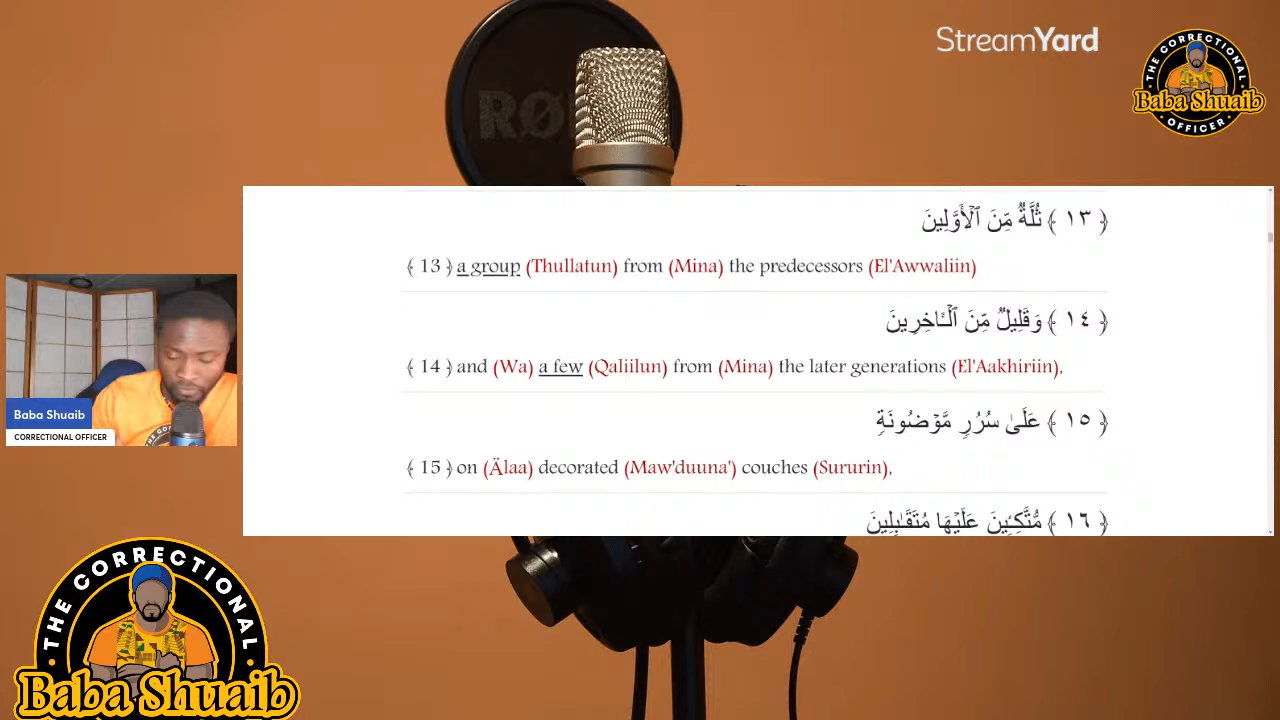 StreamYard
THE CORRECTIONAL
Baba Shuaib
OFFICER
RØ
﴿ ١٣ ﴾ ثُلَّةٌ مِّنَ ٱلْأَوَّلِينَ
﴾ 13 ﴿ a group (Thullatun) from (Mina) the predecessors (El'Awwaliin)
﴿ ١٤ ﴾ وَقَلِيلٌ مِّنَ ٱلْـَٔاخِرِينَ
﴾ 14 ﴿ and (Wa) a few (Qaliilun) from (Mina) the later generations (El'Aakhiriin),
﴿ ١٥ ﴾ عَلَىٰ سُرُرٍ مَّوْضُونَةٍ
﴾ 15 ﴿ on (Älaa) decorated (Maw'duuna') couches (Sururin),
﴿ ١٦ ﴾ مُّتَّكِـِٔينَ عَلَيْهَا مُتَقَـٰبِلِينَ
Baba Shuaib
CORRECTIONAL OFFICER
THE CORRECTIONAL
Baba Shuaib